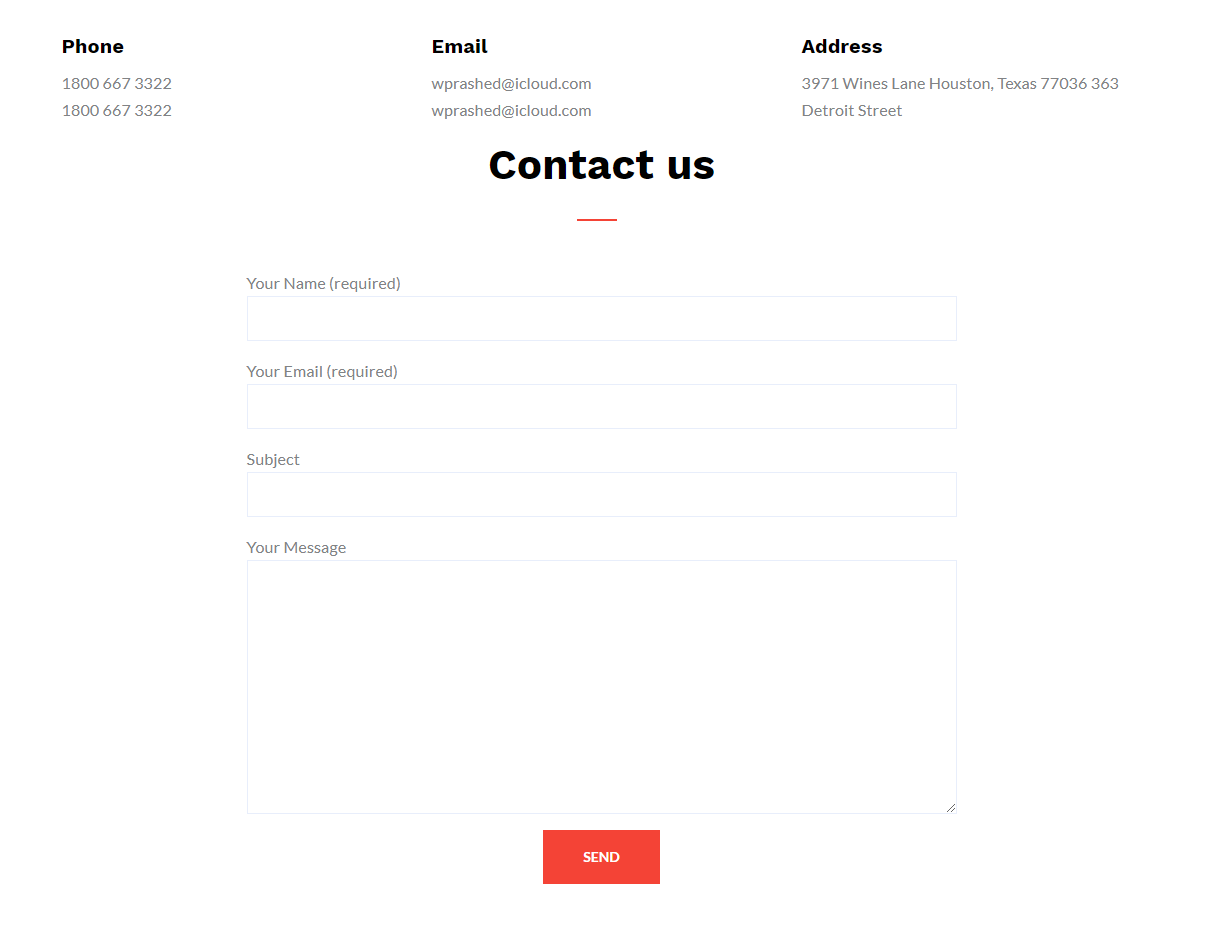 Phone
1800 667 3322
1800 667 3322
Email
wprashed@icloud.com
wprashed@icloud.com
Address
3971 Wines Lane Houston, Texas 77036 363
Detroit Street
Contact us
Your Name (required)
Your Email (required)
Subject
Your Message
SEND